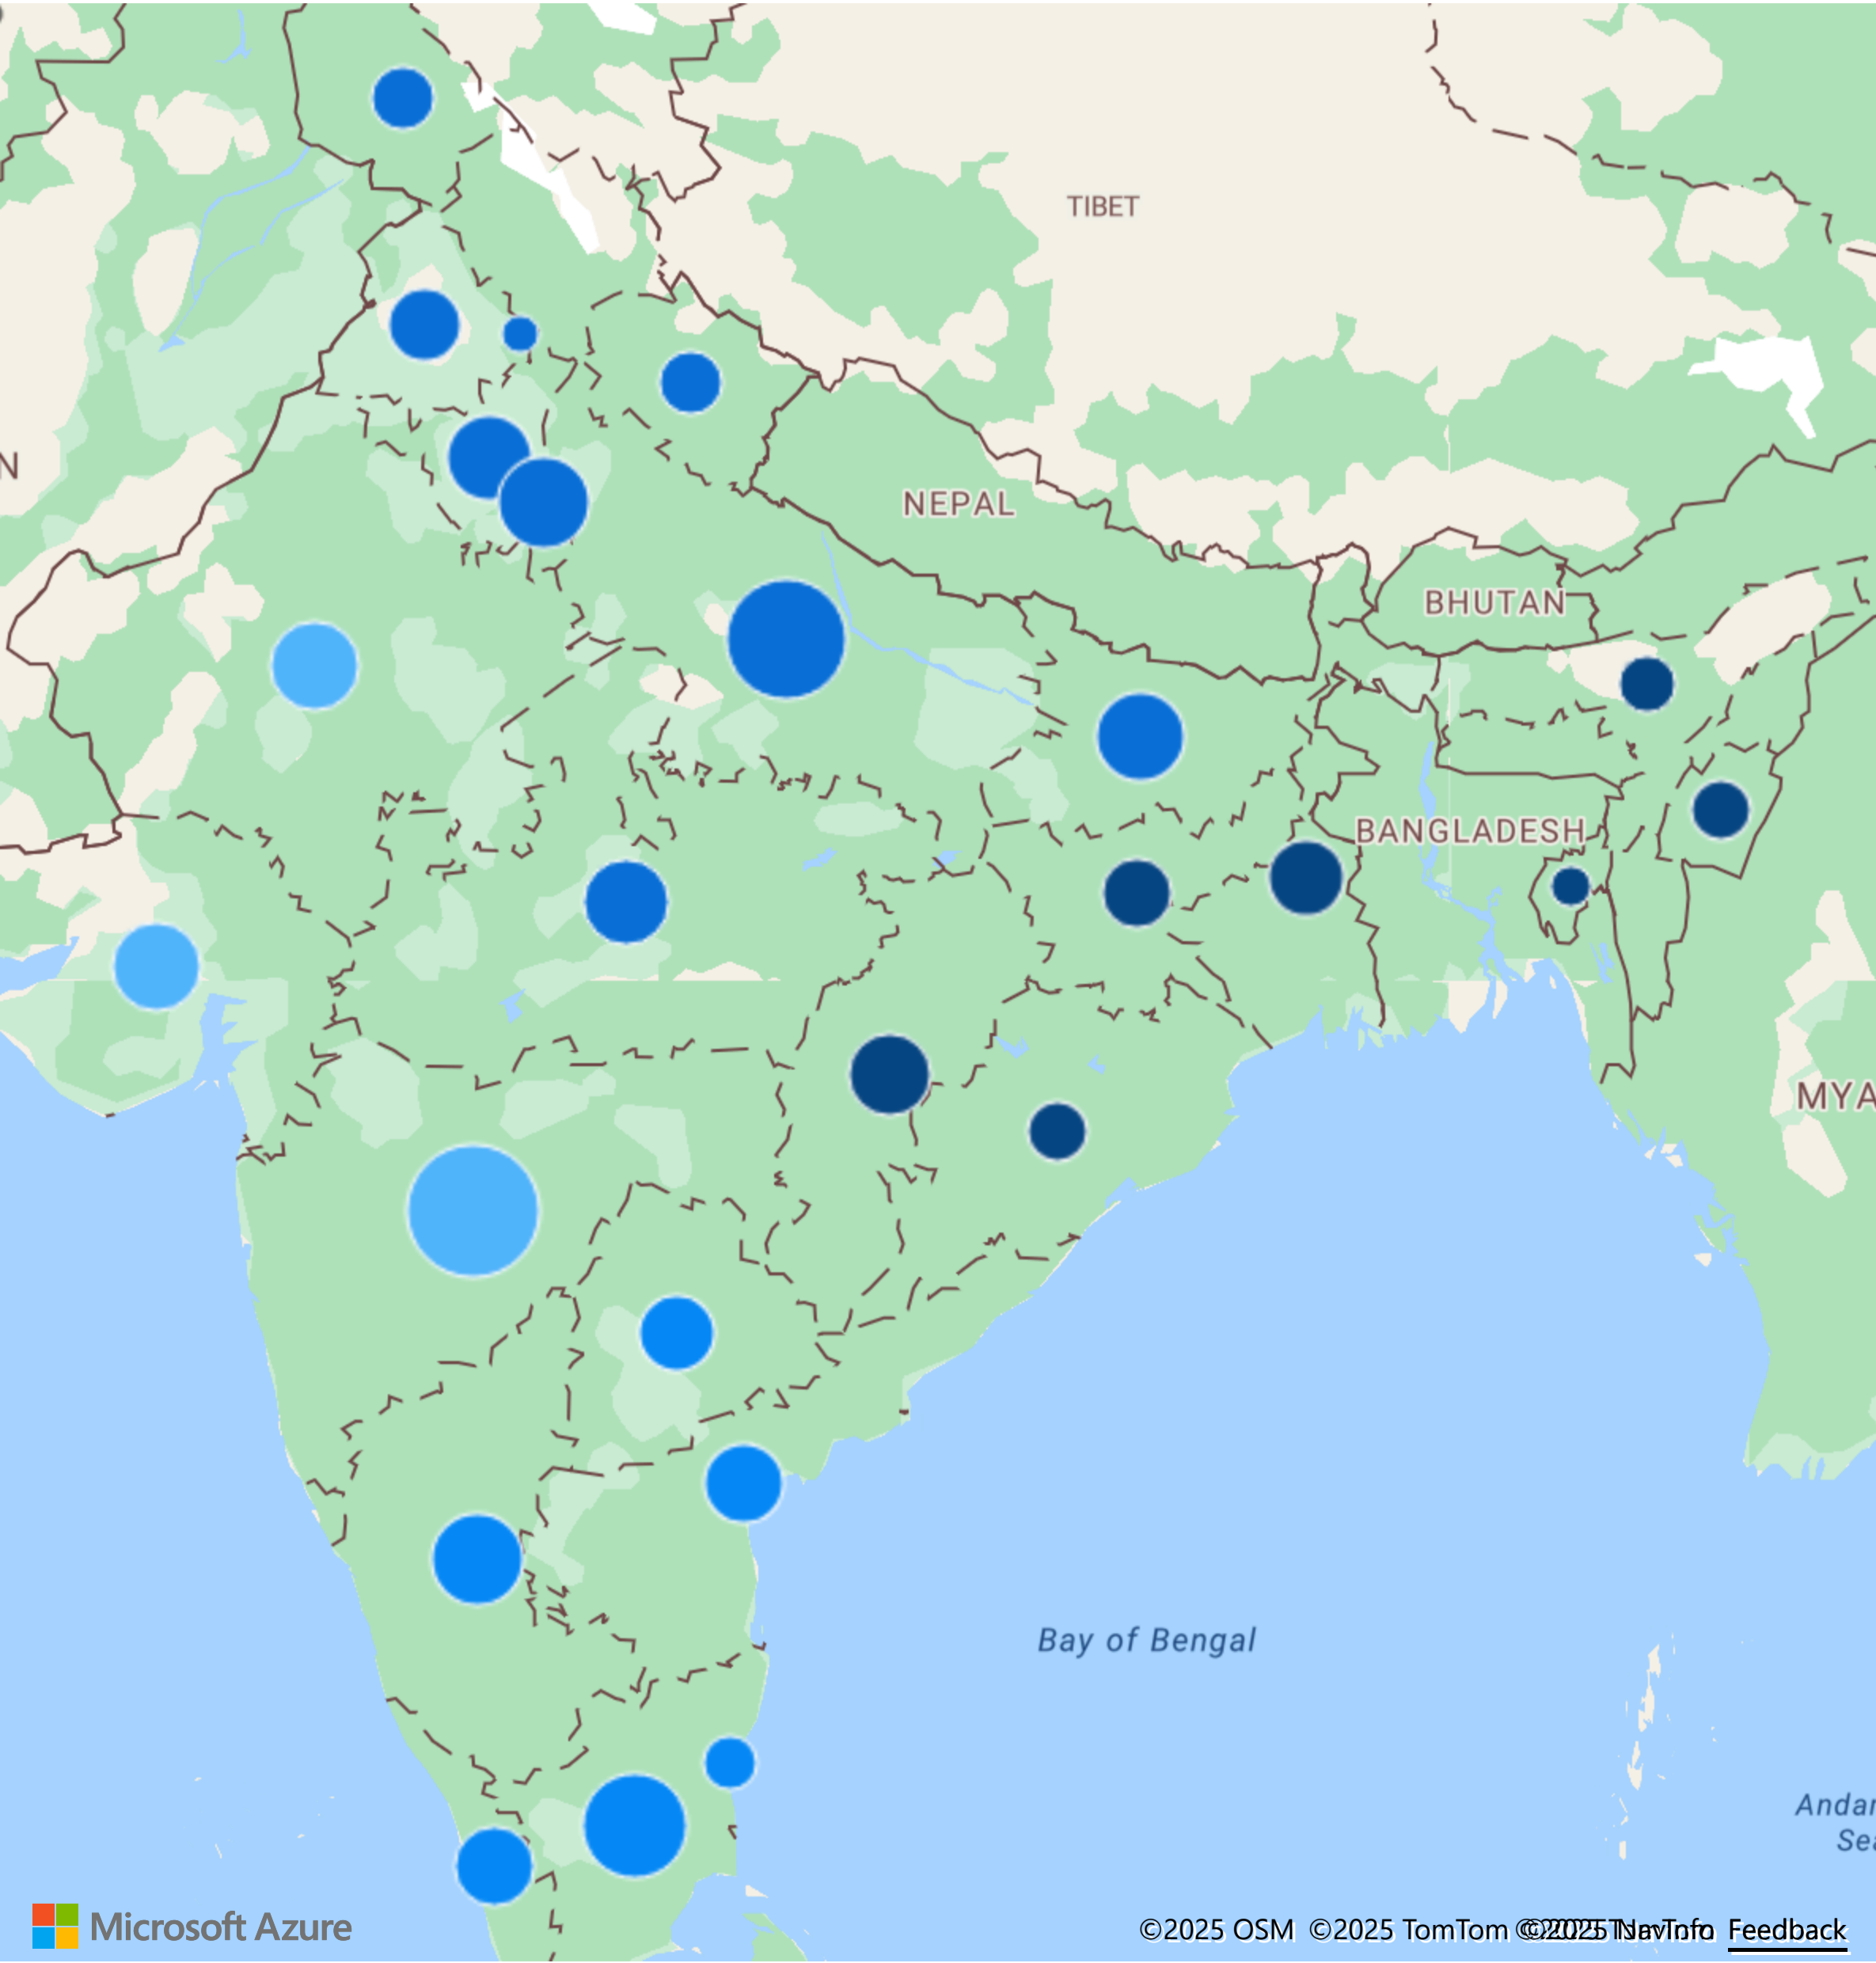 TIBET
N
NEPAL
BHUTAN
BANGLADESH
MYA
Bay of Bengal
Andar
Sea
Microsoft Azure
©2025 OSM ©2025 TomTom Feedback